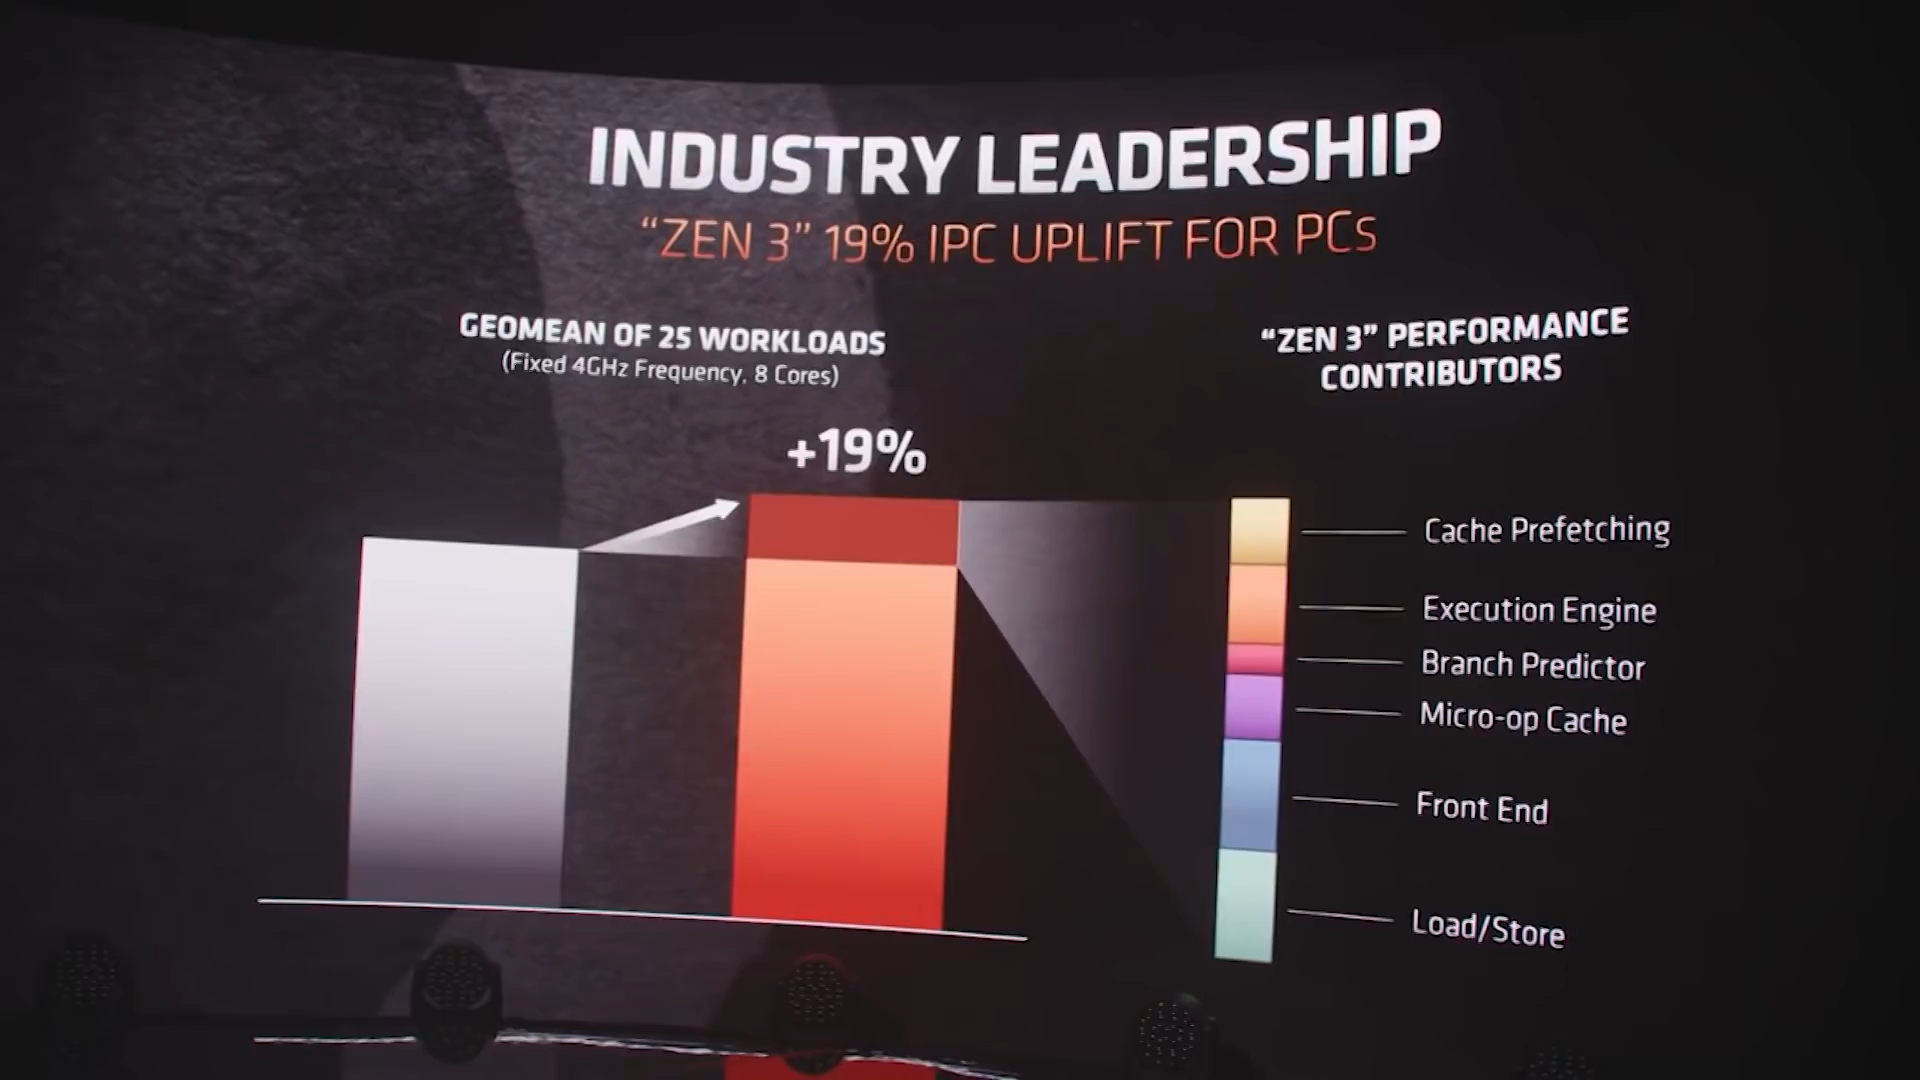 INDUSTRY LEADERSHIP
“ZEN 3” 19% IPC UPLIFT FOR PCs
GEOMEAN OF 25 WORKLOADS
(Fixed 4GHz Frequency, 8 Cores)
+19%
“ZEN 3” PERFORMANCE
CONTRIBUTORS
Cache Prefetching
Execution Engine
Branch Predictor
Micro-op Cache
Front End
Load/Store